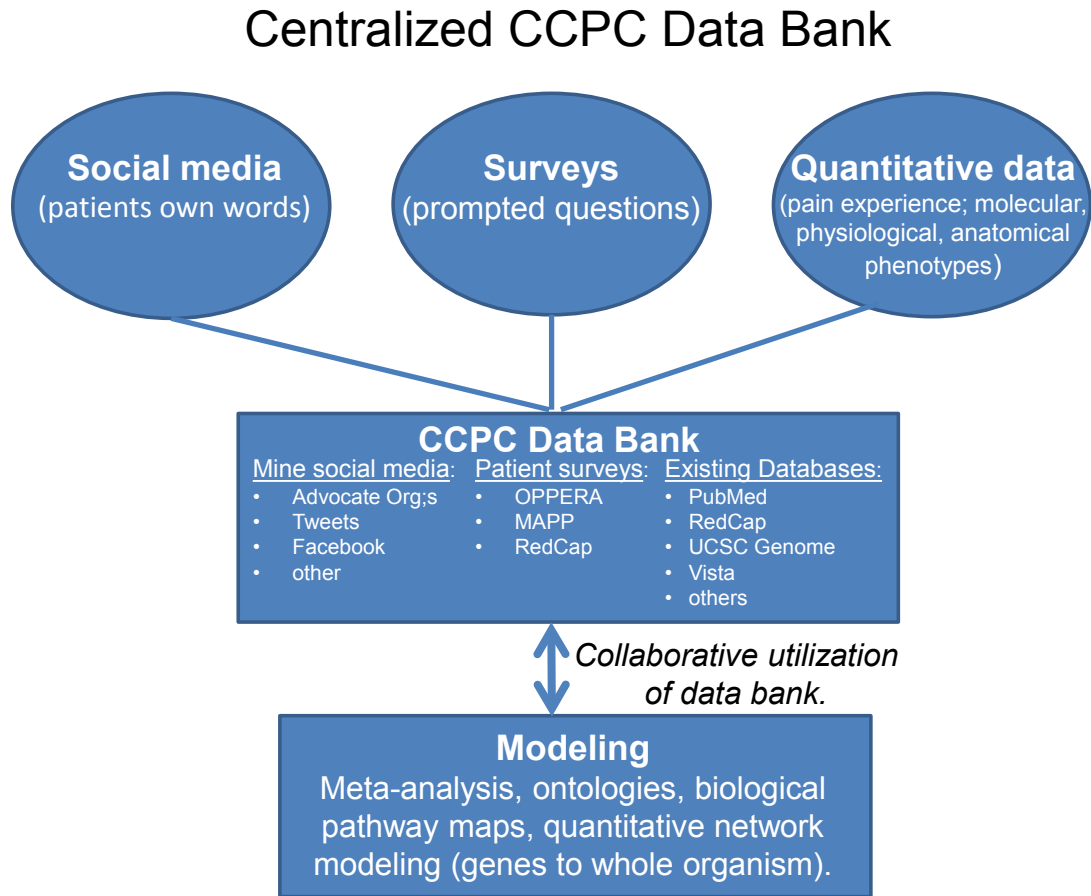 Centralized CCPC Data Bank
Social media
(patients own words)
Surveys
(prompted questions)
Quantitative data
(pain experience; molecular,
physiological, anatomical
phenotypes)
CCPC Data Bank
Mine social media:
• Advocate Org;s
• Tweets
• Facebook
• other
Patient surveys:
• OPPERA
• MAPP
• RedCap
Existing Databases:
• PubMed
• RedCap
• UCSC Genome
• Vista
• others
Collaborative utilization
of data bank.
Modeling
Meta-analysis, ontologies, biological
pathway maps, quantitative network
modeling (genes to whole organism).